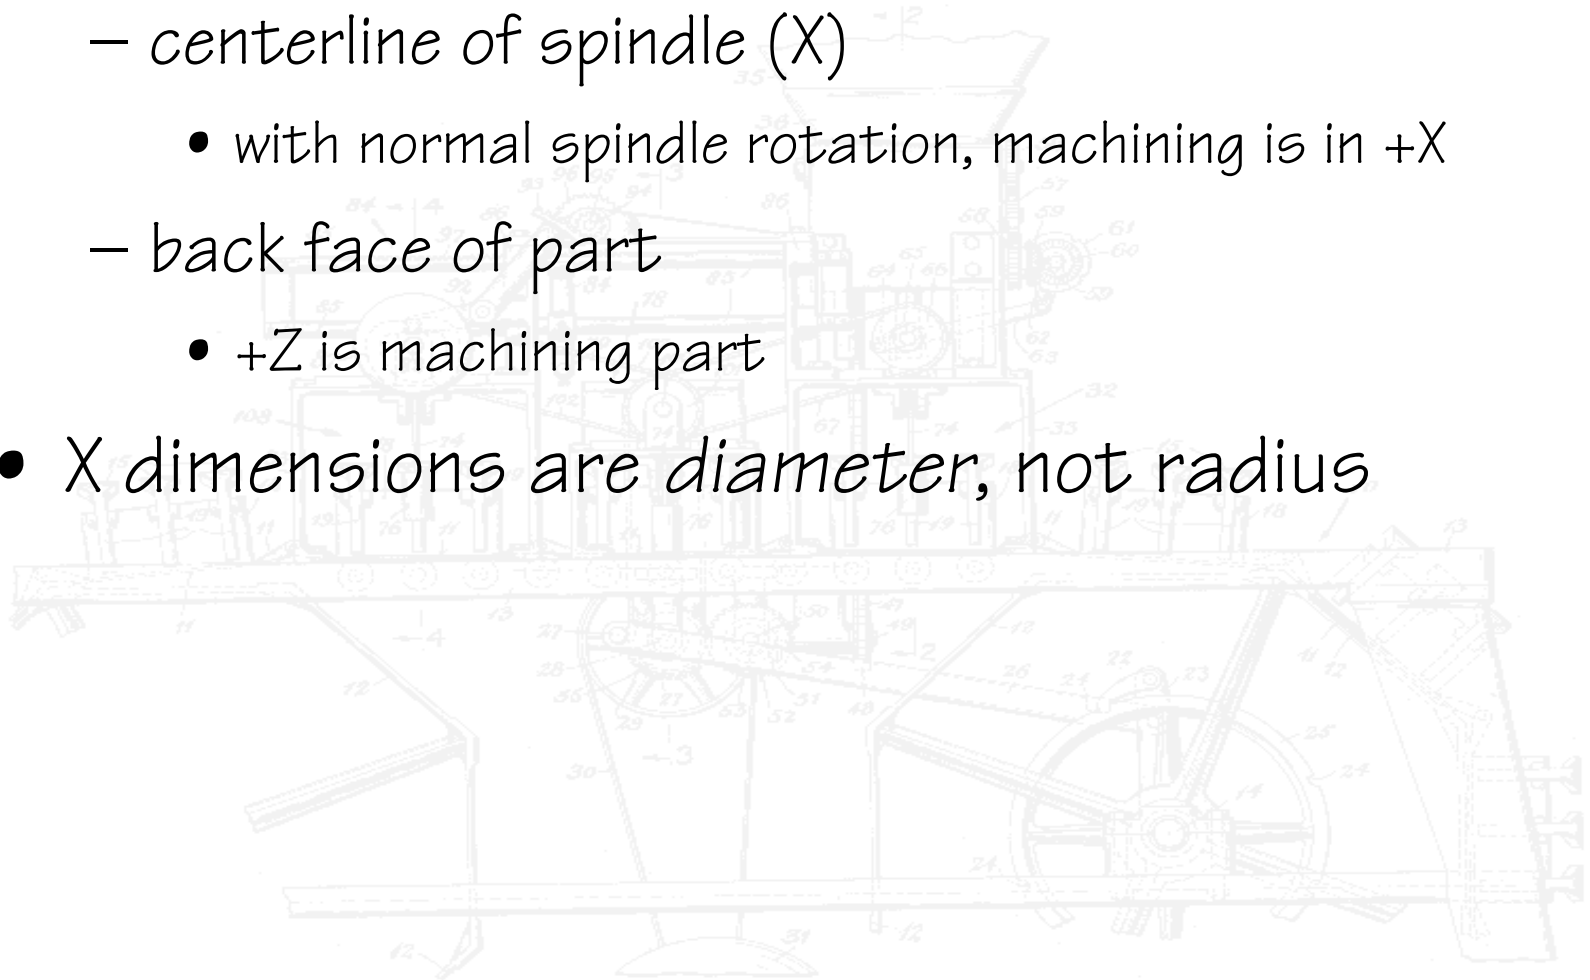 – centerline of spindle (X)
• with normal spindle rotation, machining is in +X
– back face of part
• +Z is machining part
• X dimensions are diameter, not radius